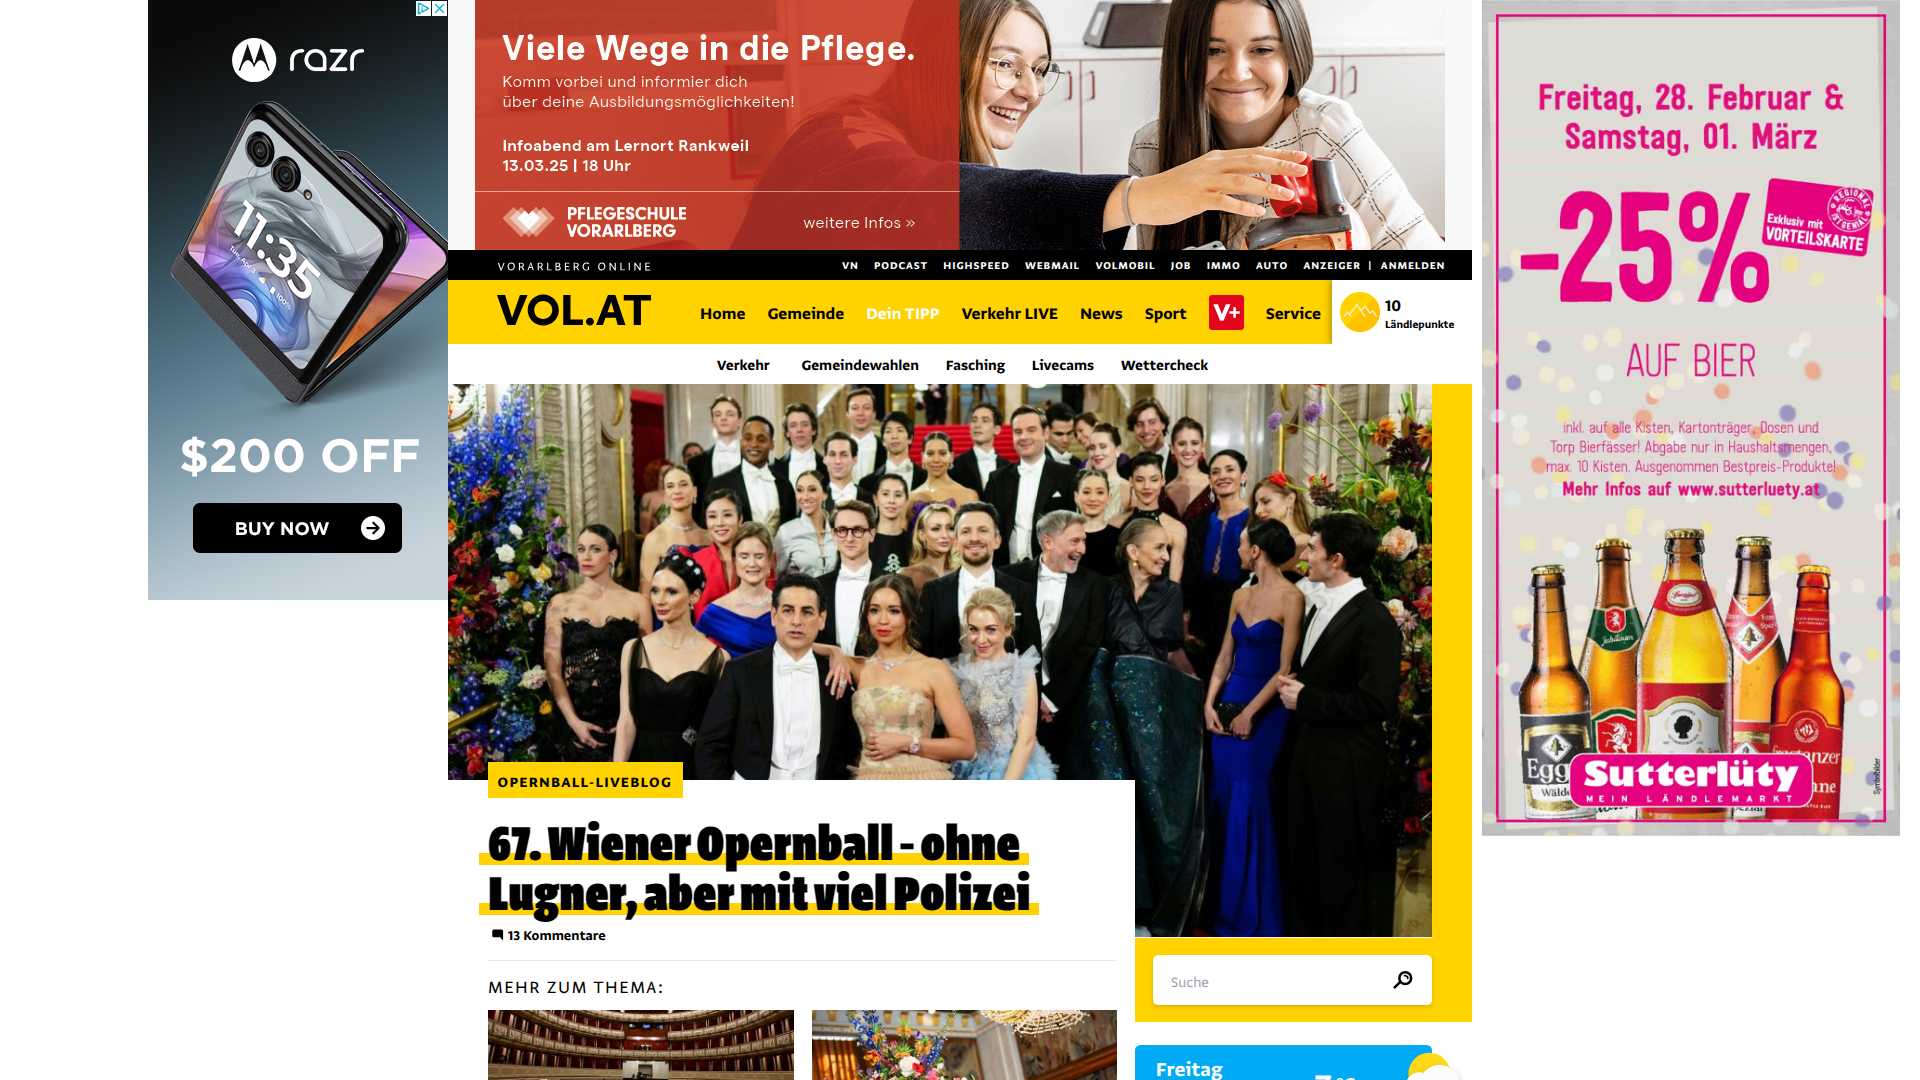 razr
11:35
$200 OFF
BUY NOW
Viele Wege in die Pflege.
Komm vorbei und informier dich
über deine Ausbildungsmöglichkeiten!
Infoabend am Lernort Rankweil
13.03.25 | 18 Uhr
PFLEGESCHULE
VORARLBERG
weitere Infos »
VORARLBERG ONLINE
VN PODCAST HIGHSPEED WEBMAIL VOLMOBIL JOB IMMO AUTO ANZEIGER | ANMELDEN
VOL.AT
Home Gemeinde Dein TIPP Verkehr LIVE News Sport V+ Service
10
Ländlepunkte
Verkehr Gemeindewahlen Fasching Livecams Wettercheck
OPERNBALL-LIVEBLOG
67. Wiener Opernball – ohne
Lugner, aber mit viel Polizei
13 Kommentare
MEHR ZUM THEMA:
Suche
Freitag
Freitag, 28. Februar &
Samstag, 01. März
-25%
Exklusiv mit
VORTEILSKARTE
REGIONAL
IST GENIAL
AUF BIER
inkl. auf alle Kisten, Kartonträger, Dosen und
Torp Bierfässer! Abgabe nur in Haushaltsmengen,
max. 10 Kisten. Ausgenommen Bestpreis-Produkte!
Mehr Infos auf www.sutterluety.at
Egg
Sutterlüty
MEIN LÄNDLEMARKT
Symbolbilder